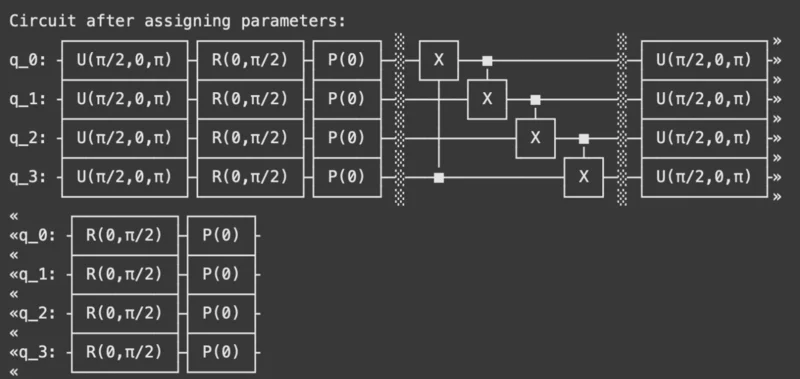 Circuit after assigning parameters:
»
q_0: U(π/2,0,π) R(0,π/2) P(0) X U(π/2,0,π) »
»
q_1: U(π/2,0,π) R(0,π/2) P(0) X U(π/2,0,π) »
»
q_2: U(π/2,0,π) R(0,π/2) P(0) X U(π/2,0,π) »
»
q_3: U(π/2,0,π) R(0,π/2) P(0) X U(π/2,0,π) »
»
«
«q_0: R(0,π/2) P(0)
«
«q_1: R(0,π/2) P(0)
«
«q_2: R(0,π/2) P(0)
«
«q_3: R(0,π/2) P(0)
«